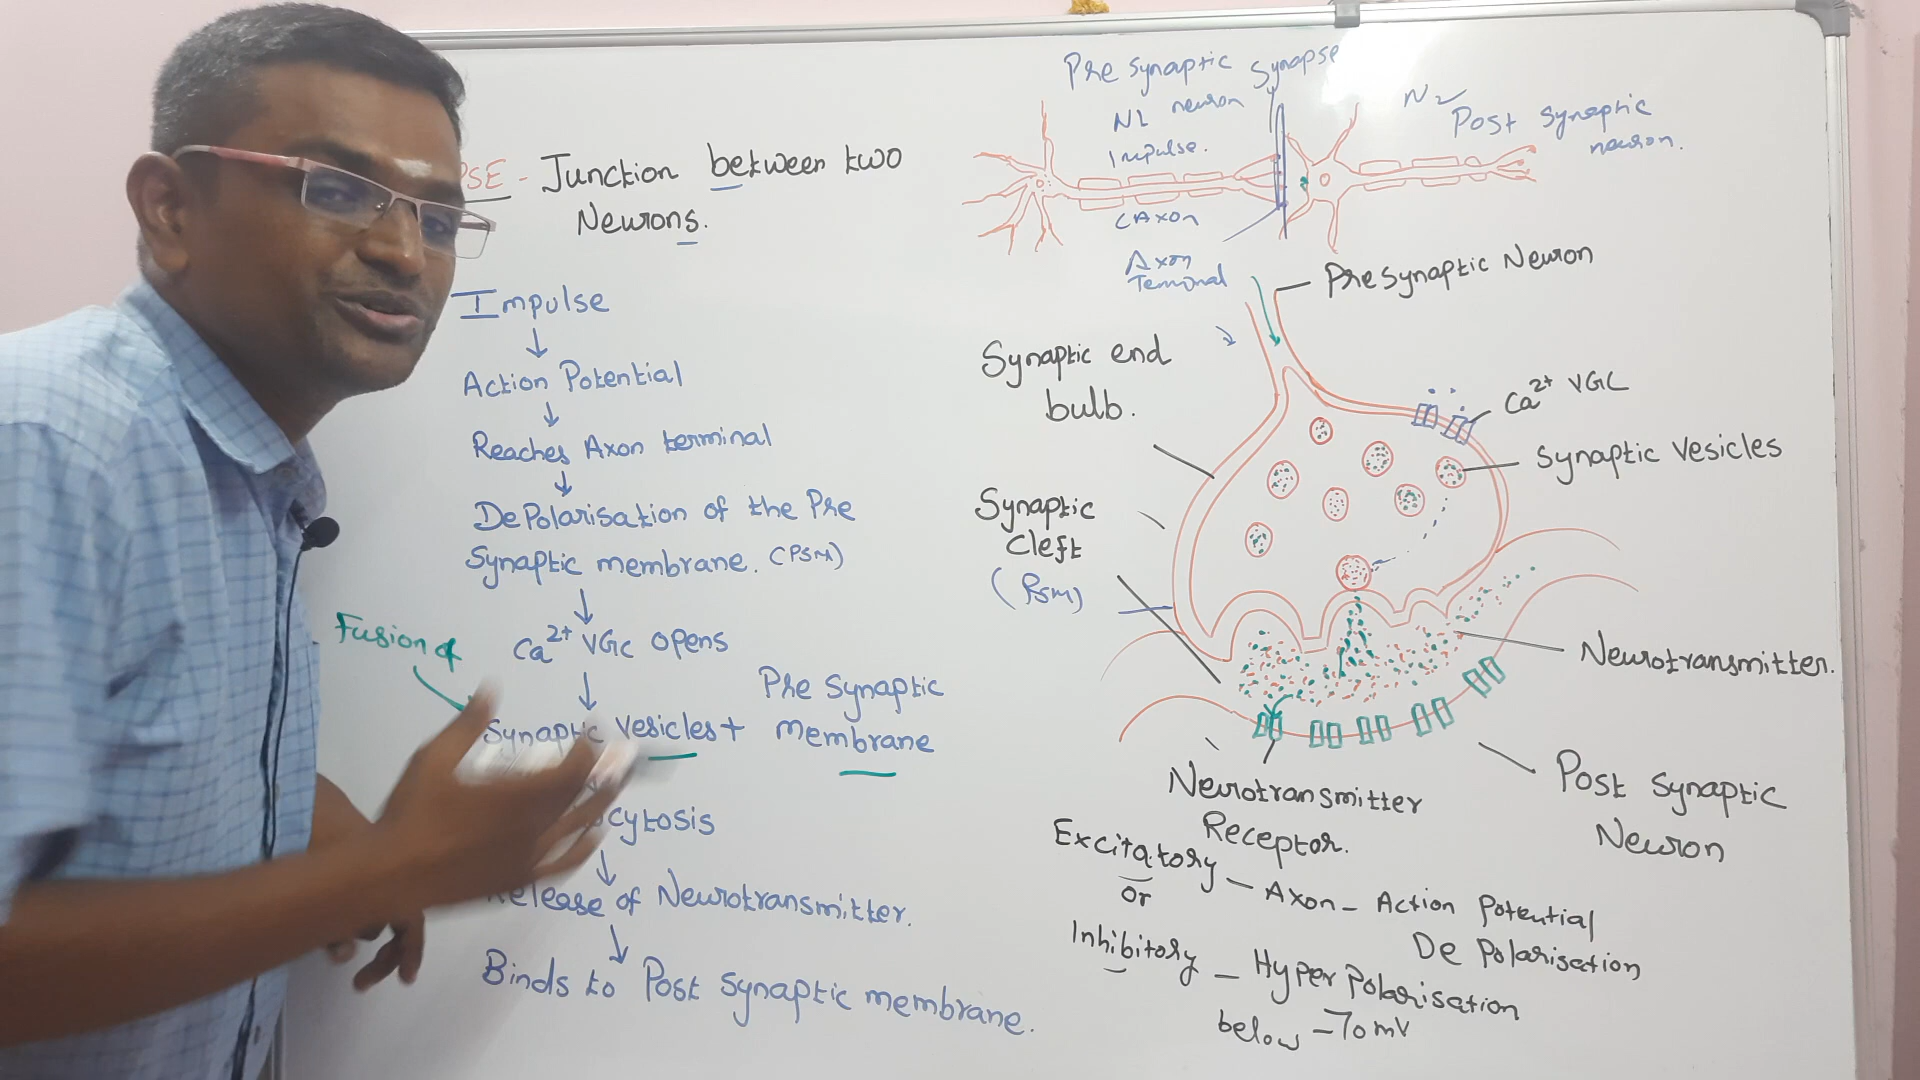 PSE - Junction between two
Neurons.
Impulse
↓
Action Potential
↓
Reaches Axon terminal
↓
DePolarisation of the Pre
Synaptic membrane. (PSM)
↓
Ca2+ VGC opens
Fusion of
↓
Synaptic Vesicles + Pre Synaptic
Membrane
cytosis
↓
Release of Neurotransmitter.
↓
Binds to Post Synaptic membrane.
Pre Synaptic
neuron
Synapse
N1
Impulse.
Axon
Axon
Terminal
N2
Post Synaptic
neuron.
Presynaptic Neuron
Synaptic end
bulb.
Ca2+ VGC
Synaptic Vesicles
Synaptic
Cleft
(PSM)
Neurotransmitter.
Neurotransmitter
Receptor.
Post Synaptic
Neuron
Excitatory - Axon - Action Potential
De Polarisation
or
Inhibitory - Hyper Polarisation
below -70mV